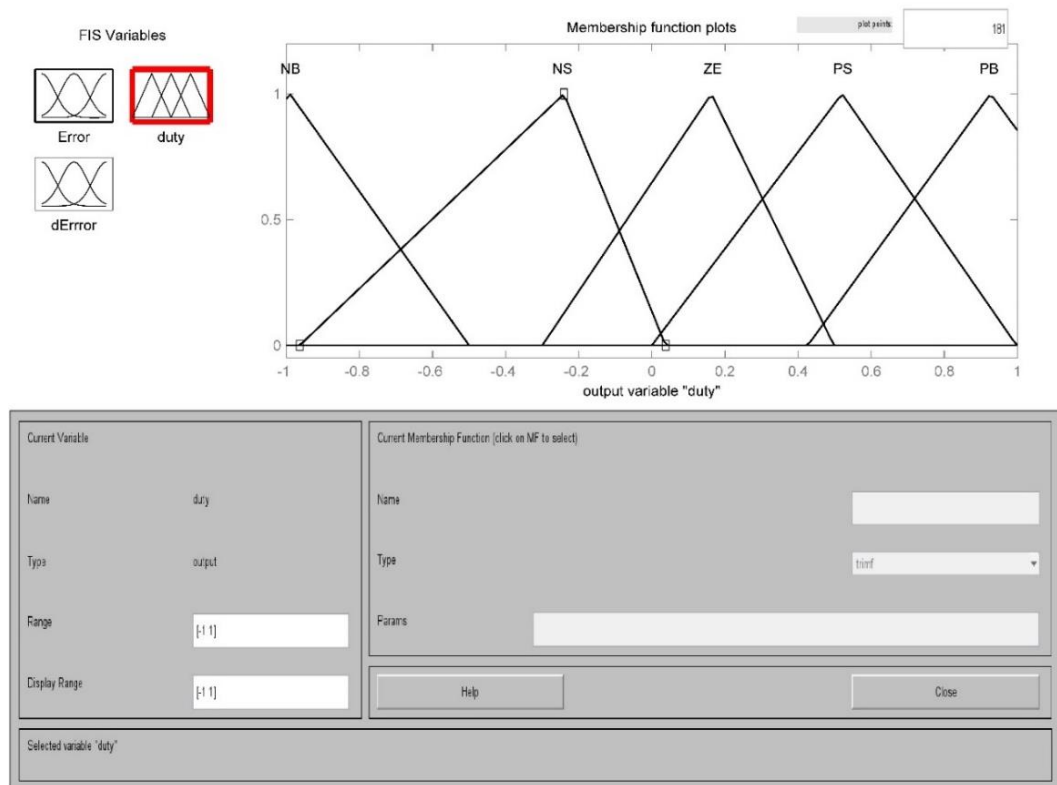 FIS Variables
Error
duty
dErrror
Membership function plots
plot points:
181
NB
NS
ZE
PS
PB
1
0.5
0
-1
-0.8
-0.6
-0.4
-0.2
0
0.2
0.4
0.6
0.8
1
output variable "duty"
Current Variable
Name
duty
Type
output
Range
[-1 1]
Display Range
[-1 1]
Current Membership Function (click on MF to select)
Name
Type
trimf
Params
Help
Close
Selected variable "duty"